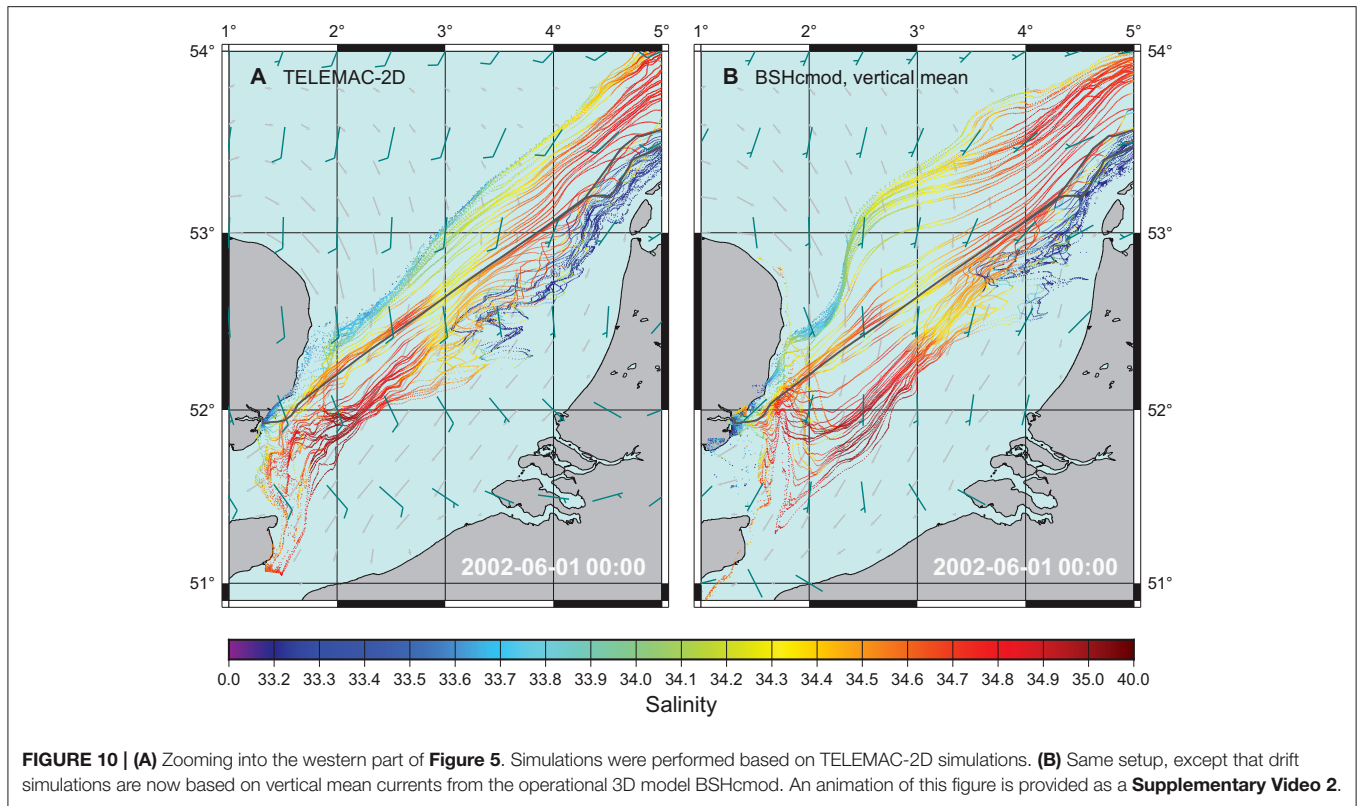 1° 2° 3° 4° 5° 1° 2° 3° 4° 5°
54° 54°
A TELEMAC-2D B BSHcmod, vertical mean
53° 53°
52° 52°
51° 51°
2002-06-01 00:00 2002-06-01 00:00
0.0 33.2 33.3 33.4 33.5 33.6 33.7 33.8 33.9 34.0 34.1 34.2 34.3 34.4 34.5 34.6 34.7 34.8 34.9 35.0 40.0
Salinity
FIGURE 10 | (A) Zooming into the western part of Figure 5. Simulations were performed based on TELEMAC-2D simulations. (B) Same setup, except that drift
simulations are now based on vertical mean currents from the operational 3D model BSHcmod. An animation of this figure is provided as a Supplementary Video 2.